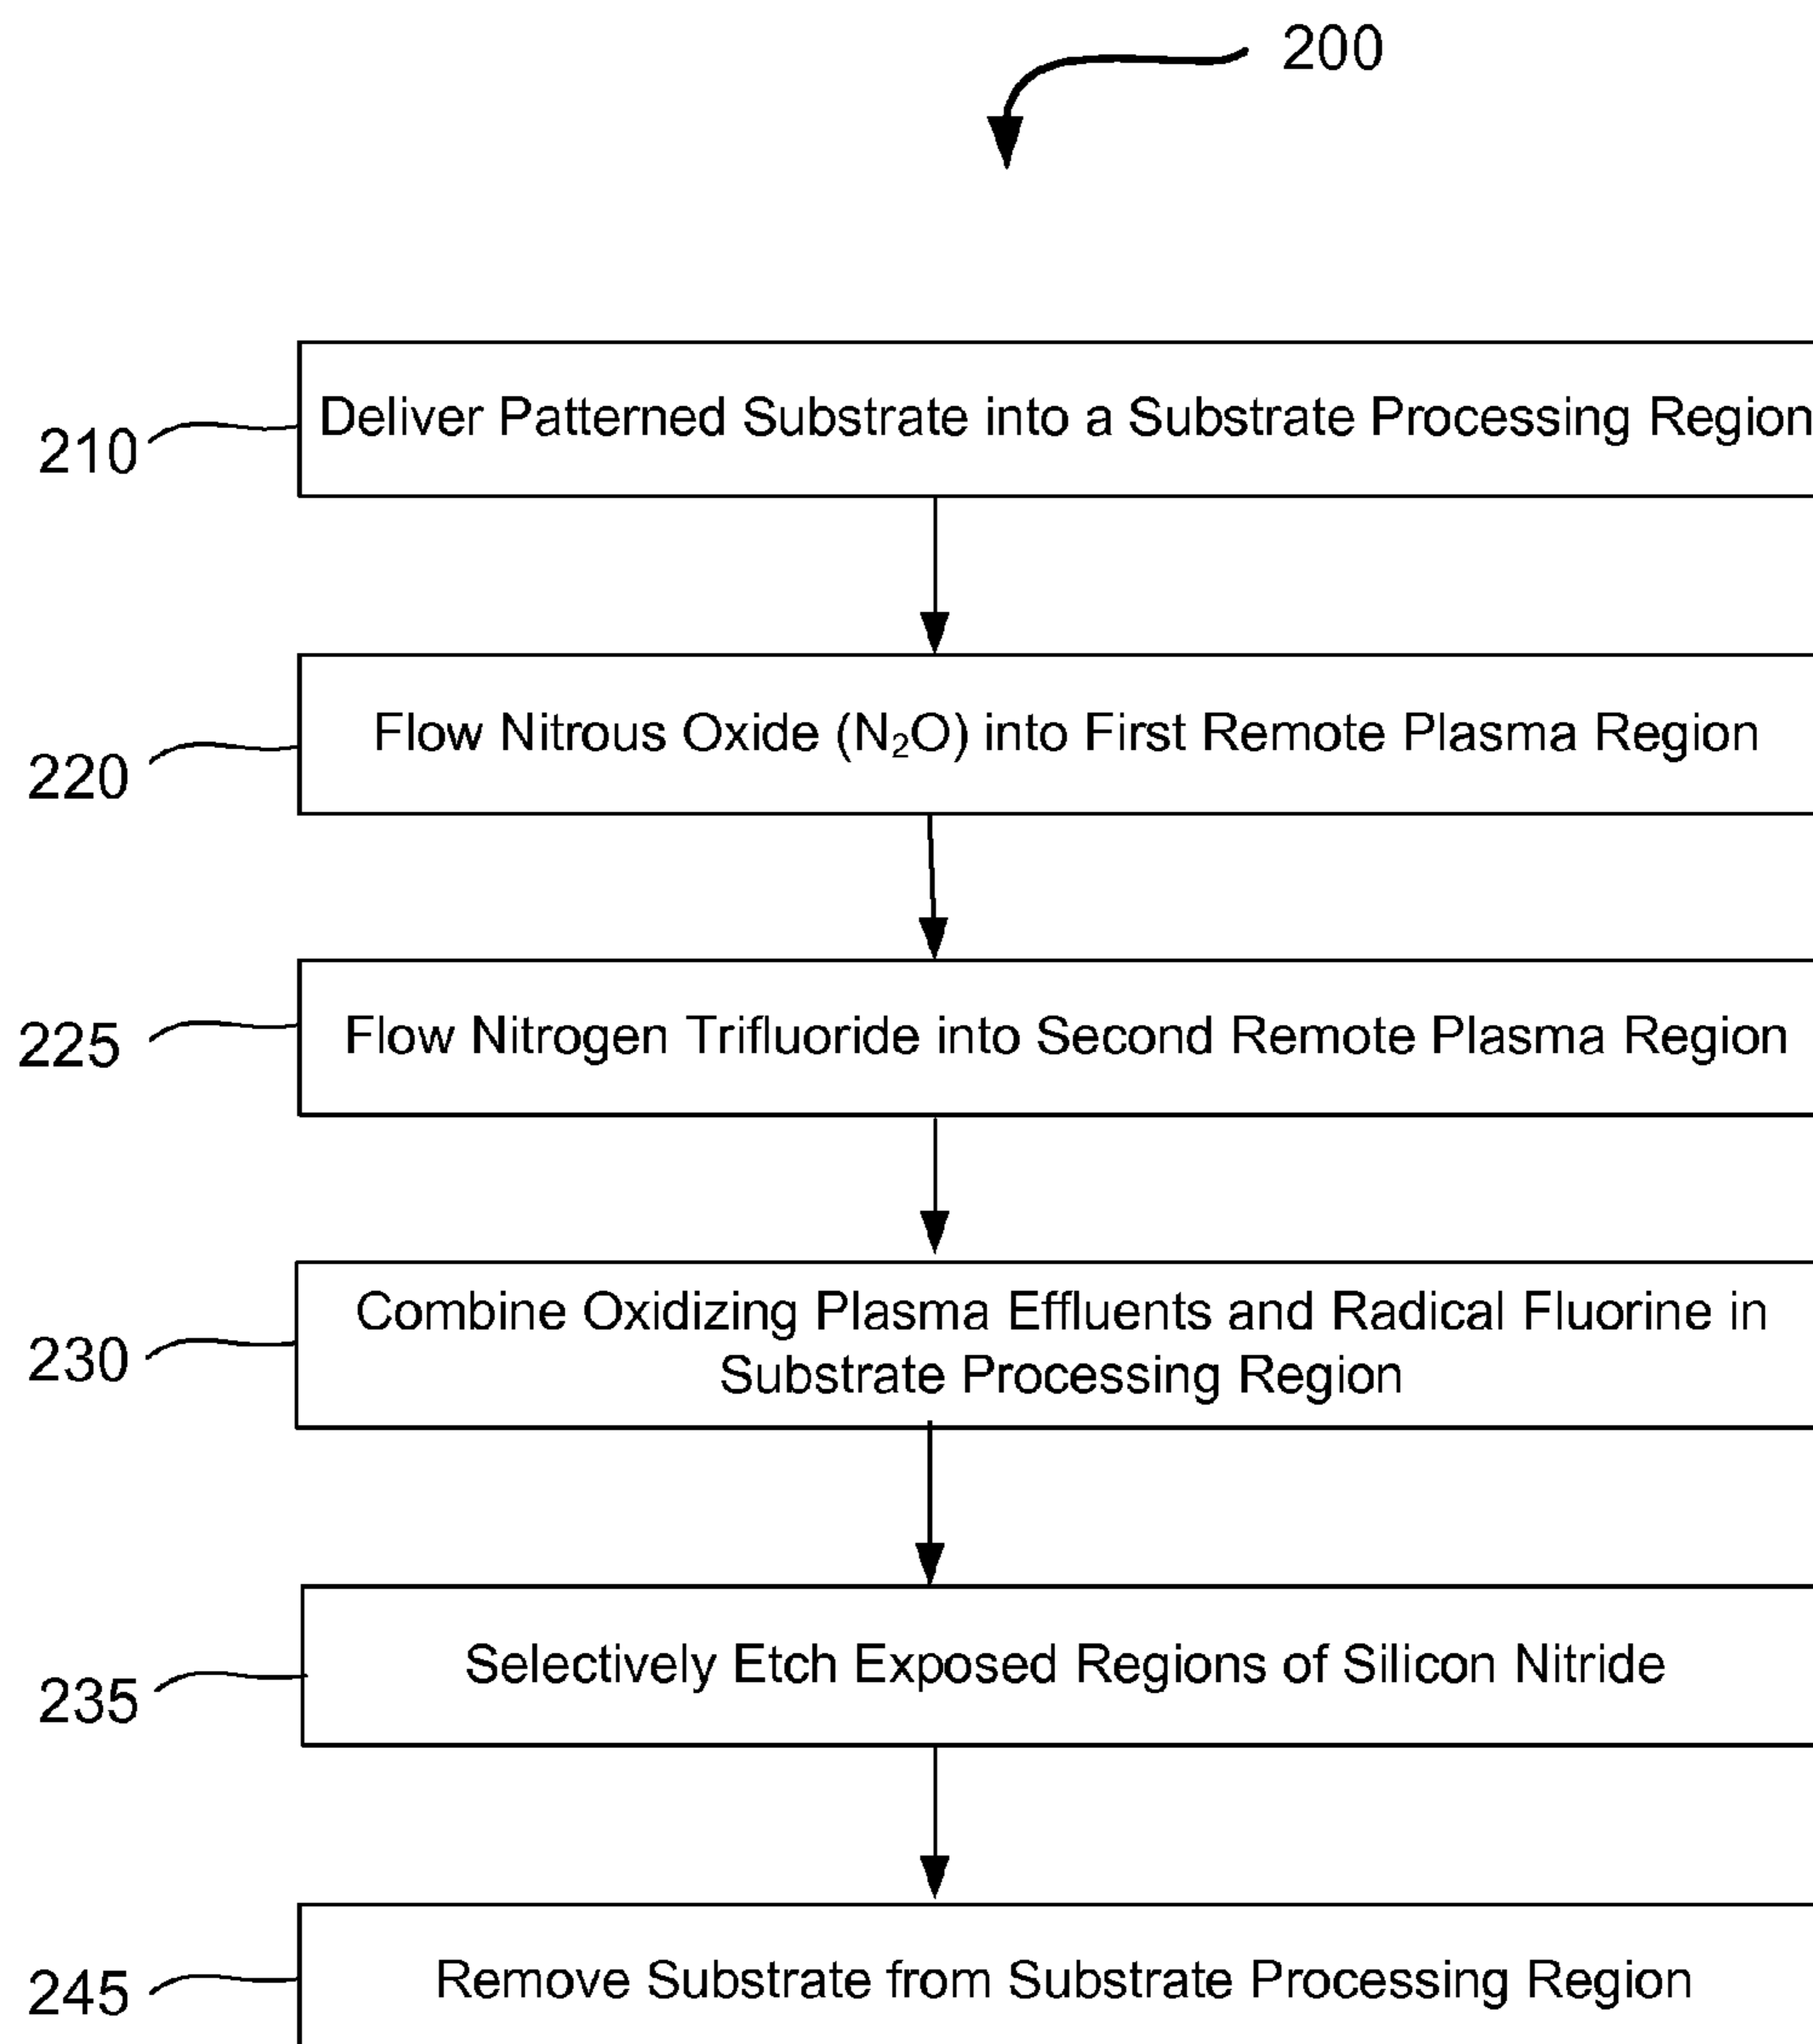 200
210
Deliver Patterned Substrate into a Substrate Processing Region
220
Flow Nitrous Oxide (N₂O) into First Remote Plasma Region
225
Flow Nitrogen Trifluoride into Second Remote Plasma Region
230
Combine Oxidizing Plasma Effluents and Radical Fluorine in
Substrate Processing Region
235
Selectively Etch Exposed Regions of Silicon Nitride
245
Remove Substrate from Substrate Processing Region